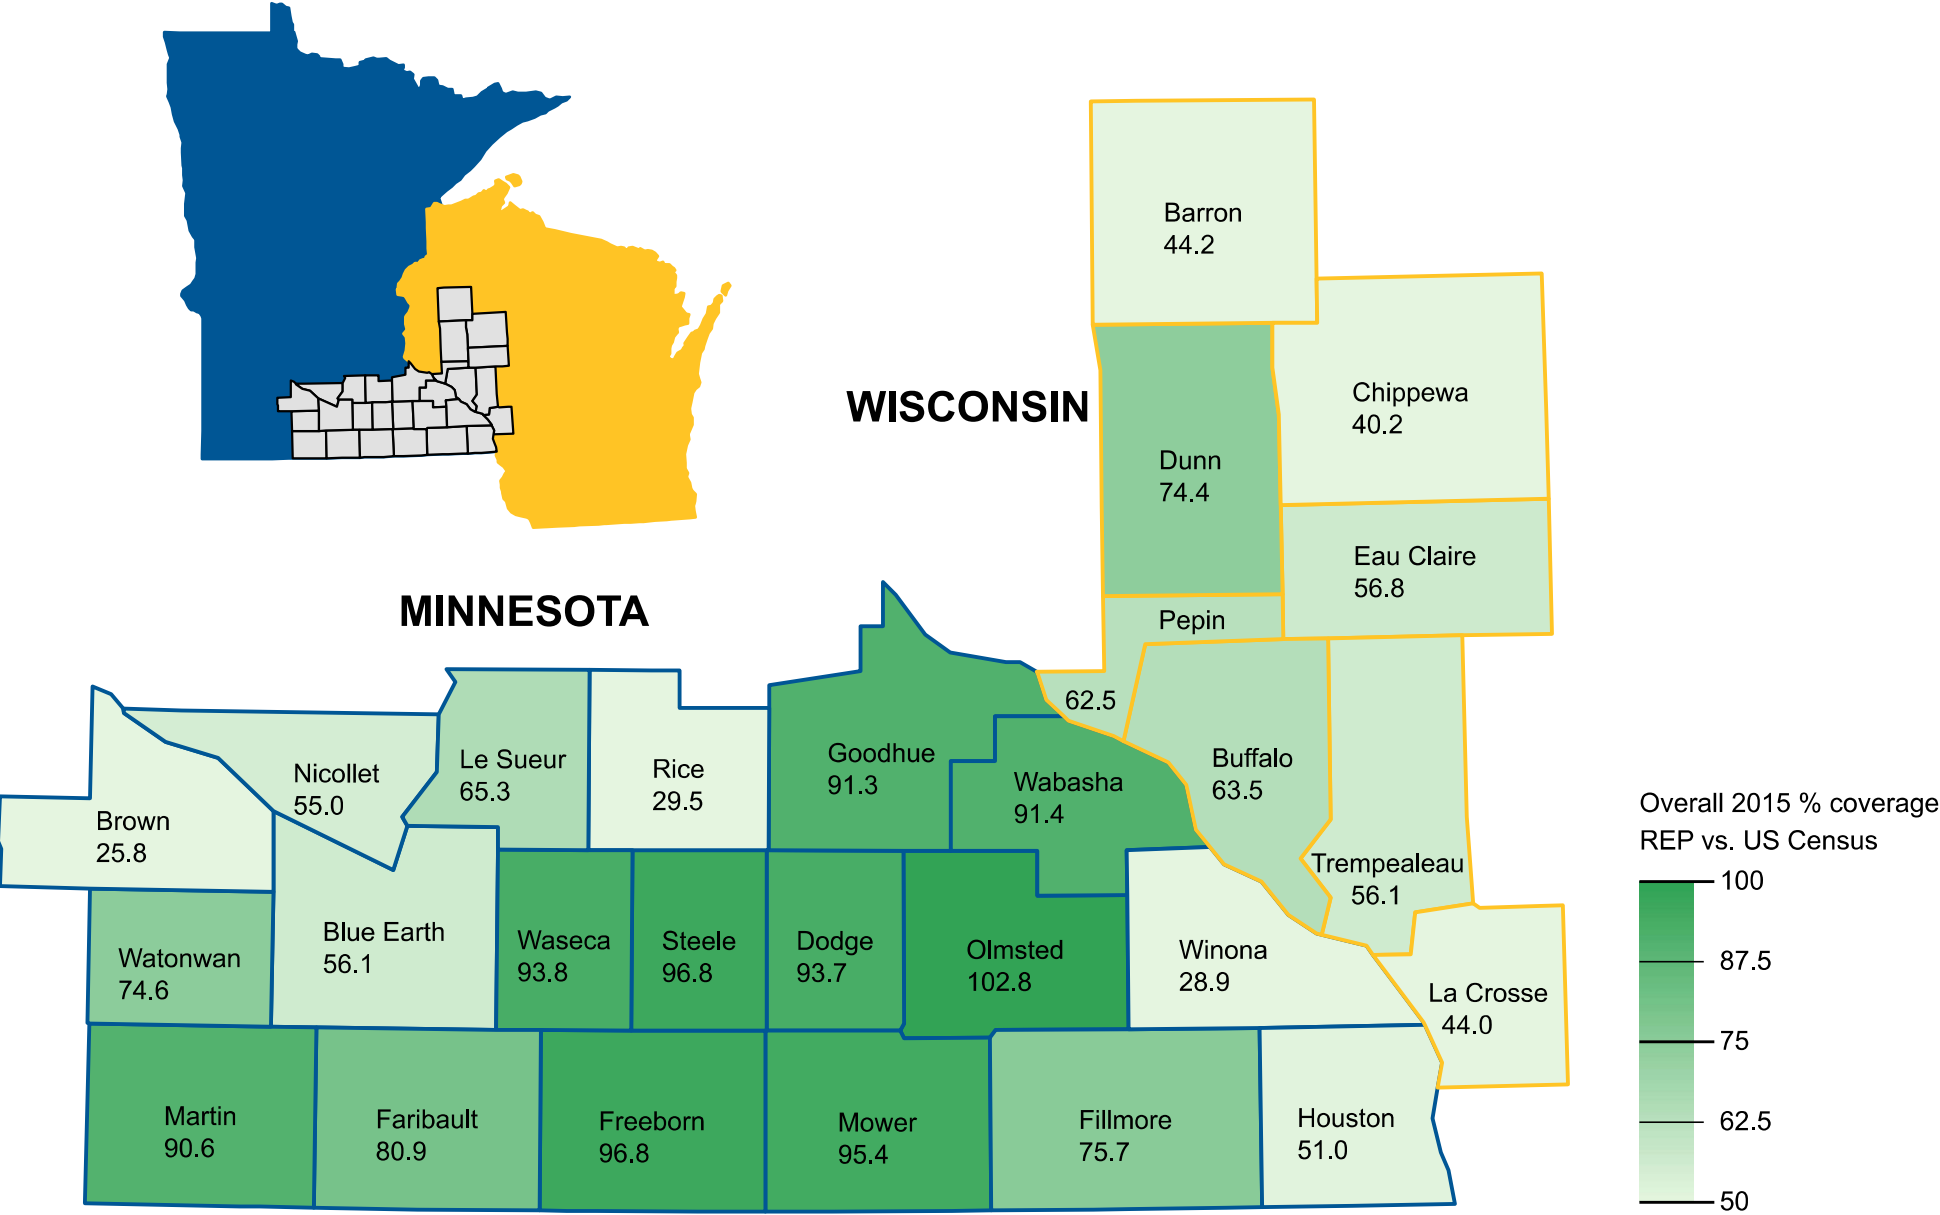 Barron
44.2
Chippewa
40.2
WISCONSIN
Dunn
74.4
Eau Claire
56.8
MINNESOTA
Pepin
62.5
Goodhue
91.3
Le Sueur
65.3
Nicollet
55.0
Rice
29.5
Wabasha
91.4
Buffalo
63.5
Brown
25.8
Trempealeau
56.1
Watonwan
74.6
Blue Earth
56.1
Waseca
93.8
Steele
96.8
Dodge
93.7
Olmsted
102.8
Winona
28.9
La Crosse
44.0
Martin
90.6
Faribault
80.9
Freeborn
96.8
Mower
95.4
Fillmore
75.7
Houston
51.0
Overall 2015 % coverage
REP vs. US Census
100
87.5
75
62.5
50